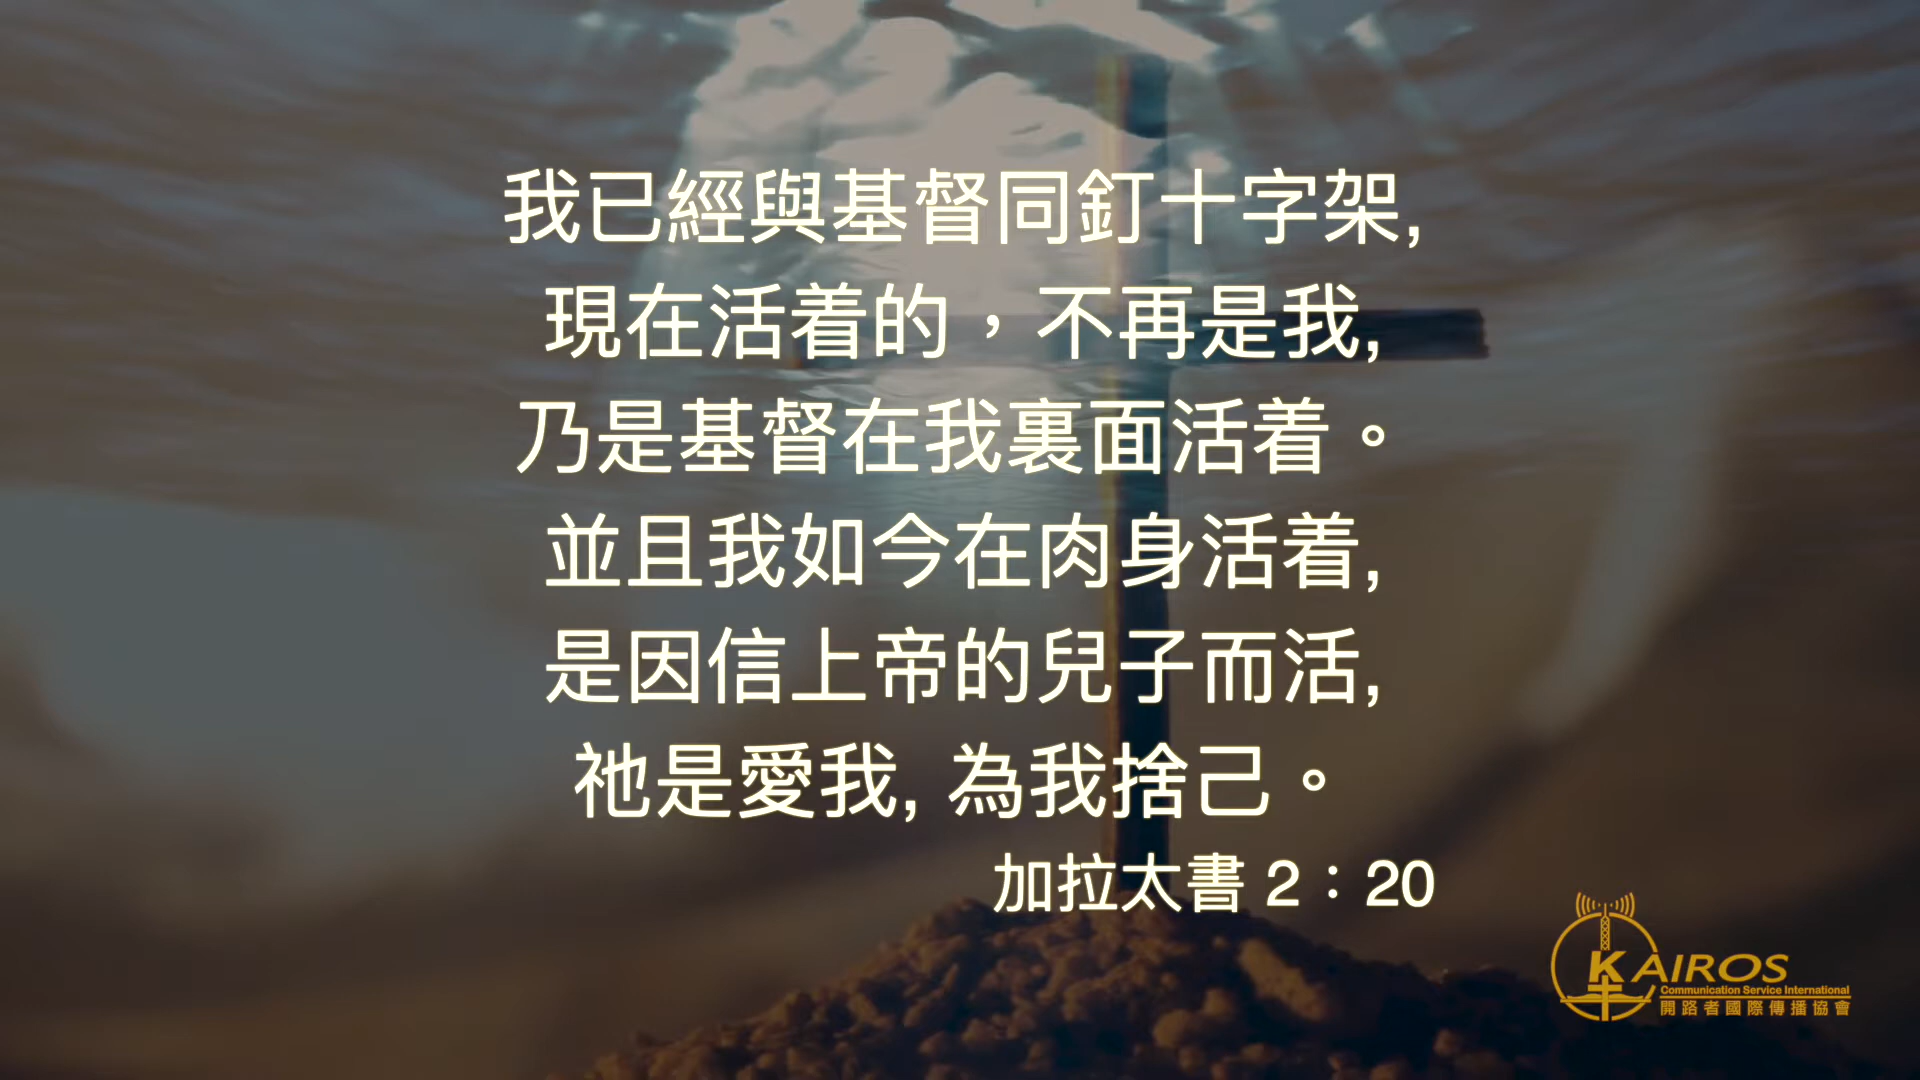 我已經與基督同釘十字架,
現在活着的，不再是我,
乃是基督在我裏面活着。
並且我如今在肉身活着,
是因信上帝的兒子而活,
祂是愛我, 為我捨己。
加拉太書 2：20
KAIROS
Communication Service International
開路者國際傳播協會